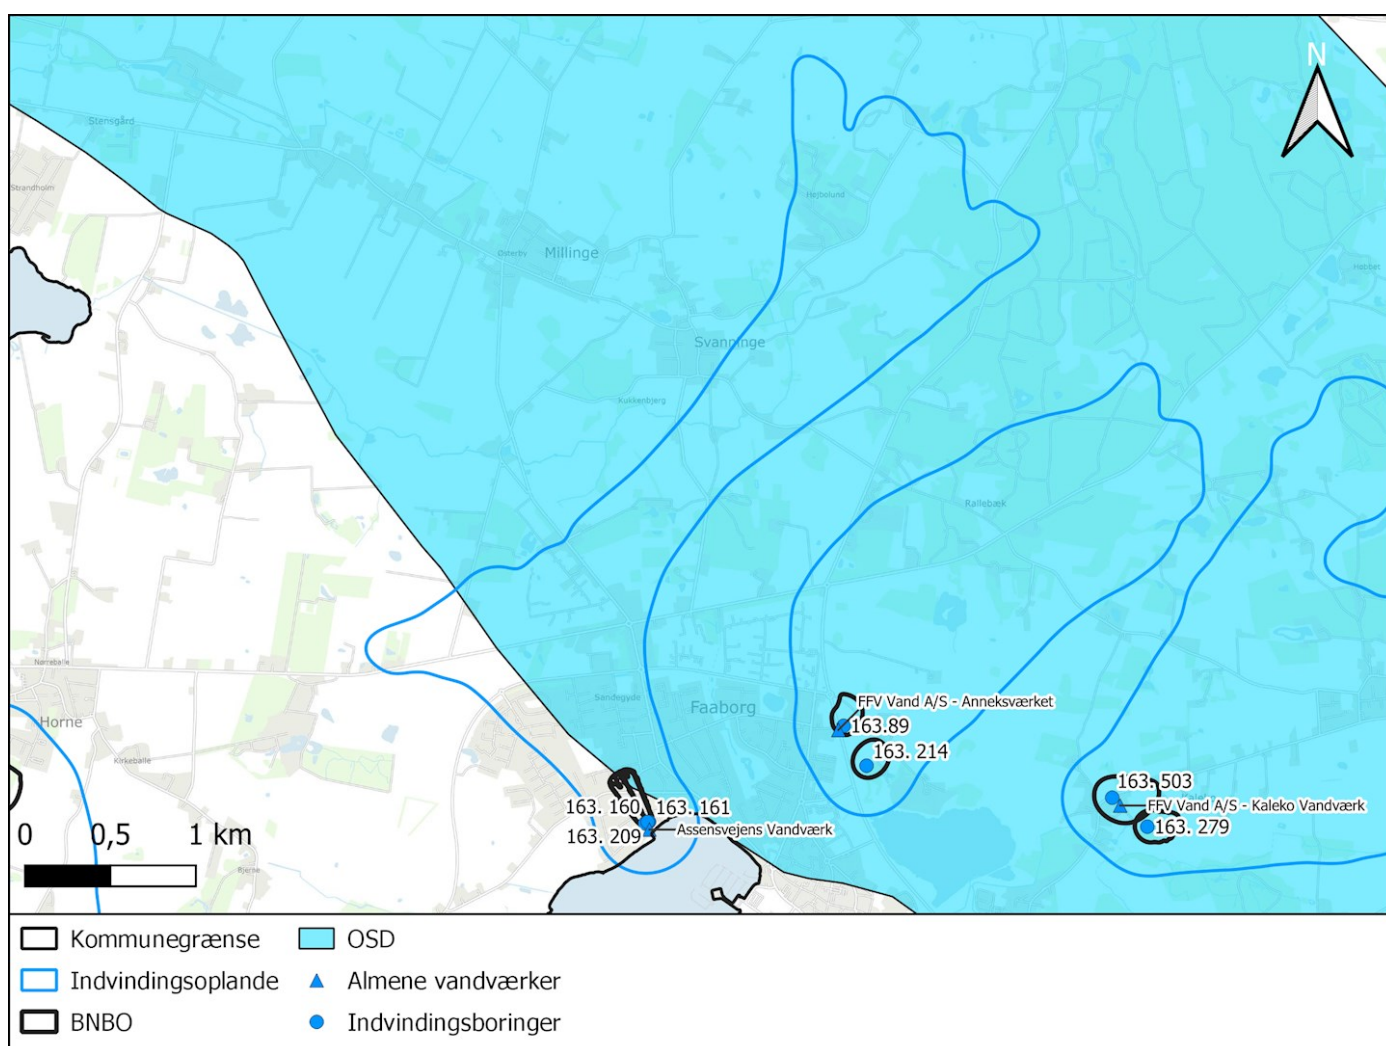 N
Stensgård
Strandholm
Højbolund
Østerby
Millinge
Svanninge
Kukkenbjerg
Rallebæk
Nørreballe
Sandegyde
Faaborg
FFV Vand A/S - Anneksværket
163.89
163. 214
Horne
Kirkeballe
163. 503
FFV Vand A/S - Kaleko Vandværk
163. 279
163. 160
163. 161
163. 209
Assensvejens Vandværk
0 0,5 1 km
Bjerne
Kommunegrænse
OSD
Indvindingsoplande
Almene vandværker
BNBO
Indvindingsboringer